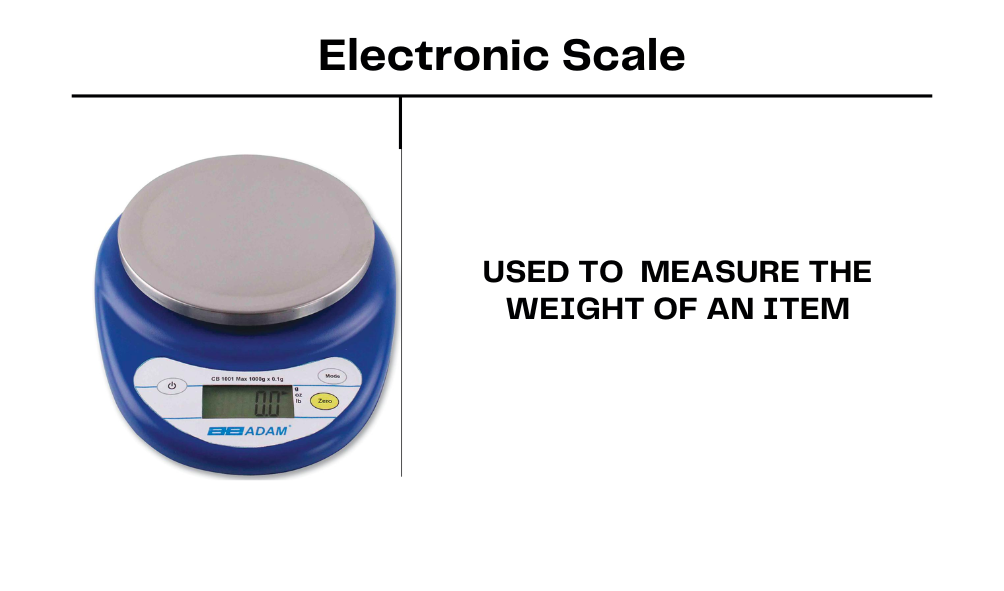 Electronic Scale
USED TO  MEASURE THE
WEIGHT OF AN ITEM
CB 1001 Max 1000g x 0.1g
Mode
g
oz
lb
0.0
Zero
ADAM